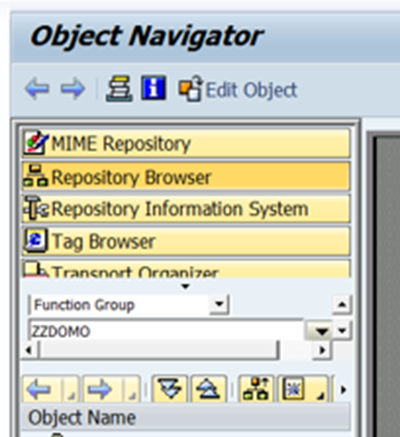 Object Navigator
Edit Object
MIME Repository
Repository Browser
Repository Information System
Tag Browser
Transport Organizer
Function Group
ZZDOMO
Object Name